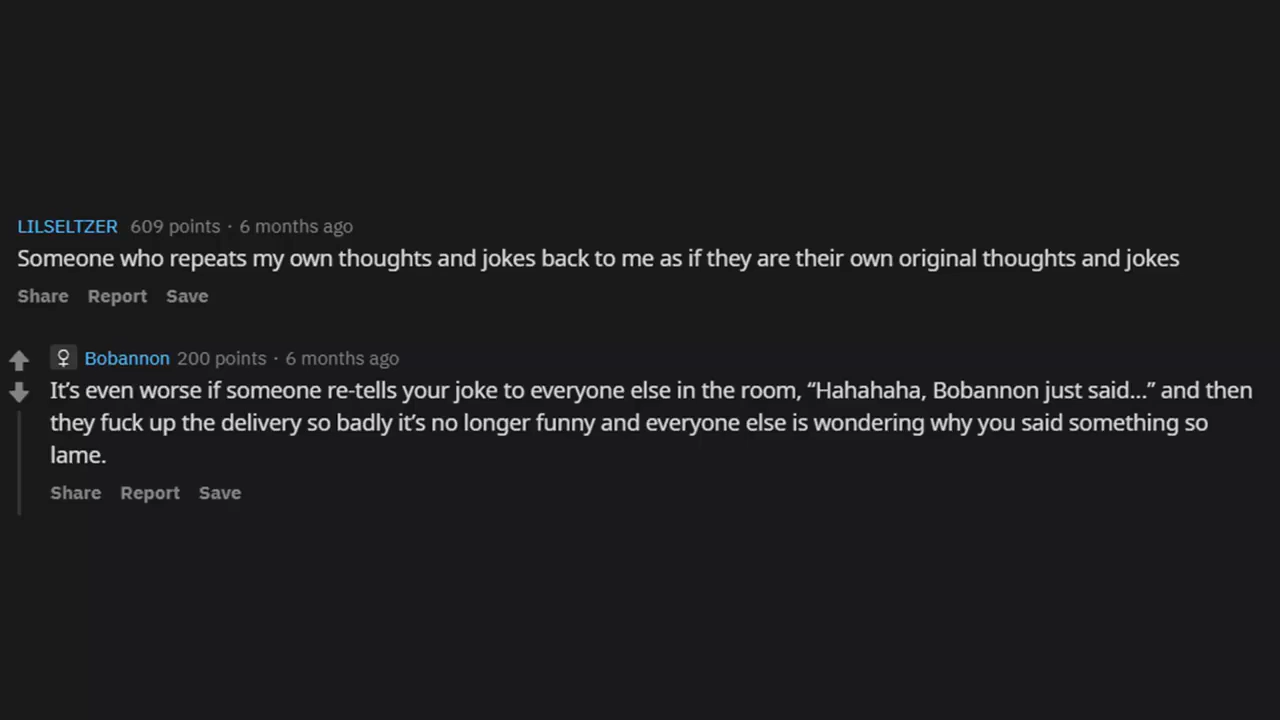 LILSELTZER 609 points · 6 months ago
Someone who repeats my own thoughts and jokes back to me as if they are their own original thoughts and jokes
Share Report Save
Bobannon 200 points · 6 months ago
It’s even worse if someone re-tells your joke to everyone else in the room, “Hahahaha, Bobannon just said...” and then
they fuck up the delivery so badly it’s no longer funny and everyone else is wondering why you said something so
lame.
Share Report Save